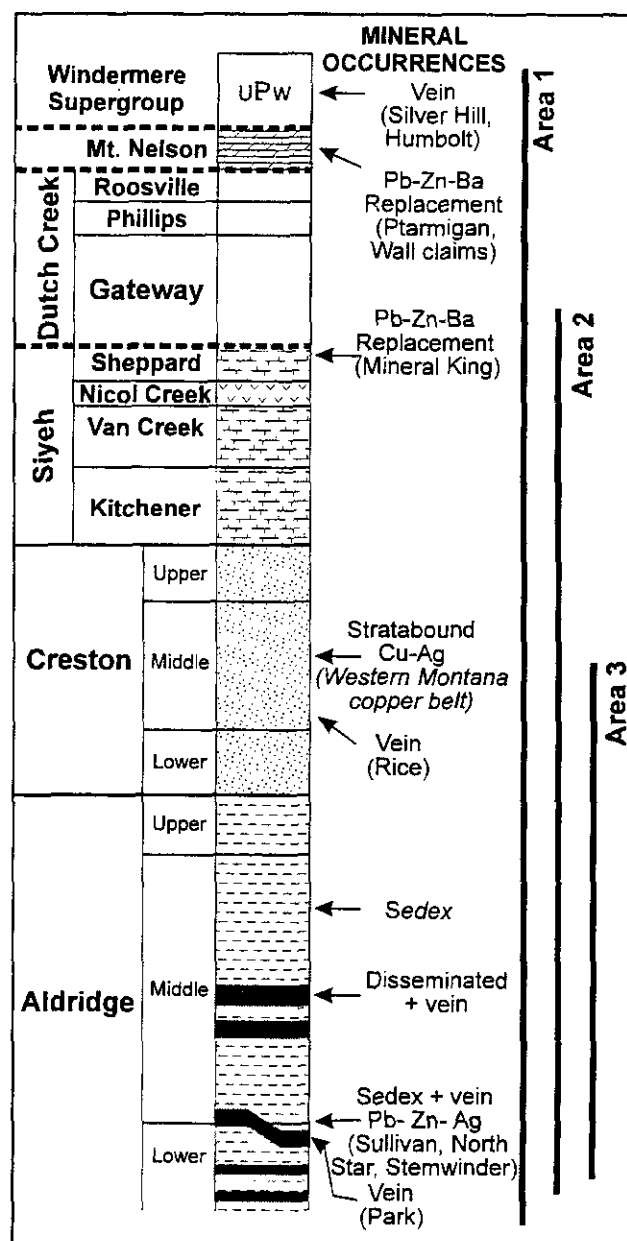 MINERAL
OCCURRENCES
Windermere
Supergroup
uPw
Vein
(Silver Hill,
Humbolt)
Mt. Nelson
Pb-Zn-Ba
Replacement
(Ptarmigan,
Wall claims)
Dutch Creek
Roosville
Phillips
Gateway
Pb-Zn-Ba
Replacement
(Mineral King)
Siyeh
Sheppard
Nicol Creek
Van Creek
Kitchener
Creston
Upper
Middle
Lower
Stratabound
Cu-Ag
(Western Montana
copper belt)
Vein
(Rice)
Aldridge
Upper
Middle
Lower
Sedex
Disseminated
+ vein
Sedex + vein
Pb- Zn- Ag
(Sullivan, North
Star, Stemwinder)
Vein
(Park)
Area 1
Area 2
Area 3